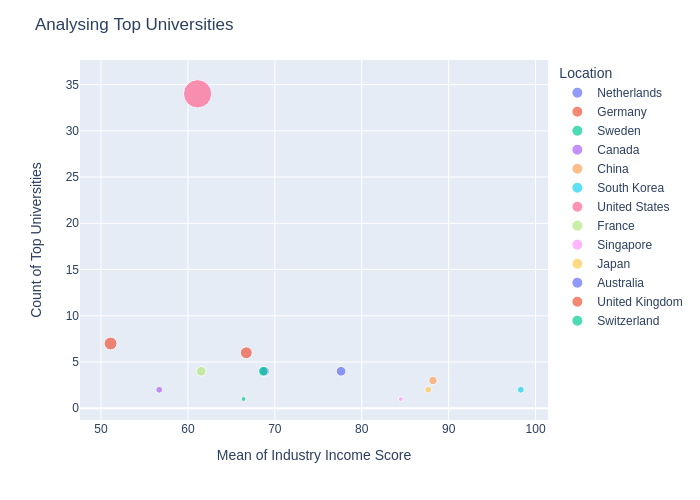 Analysing Top Universities
Count of Top Universities
35
30
25
20
15
10
5
0
50 60 70 80 90 100
Mean of Industry Income Score
Location
Netherlands
Germany
Sweden
Canada
China
South Korea
United States
France
Singapore
Japan
Australia
United Kingdom
Switzerland